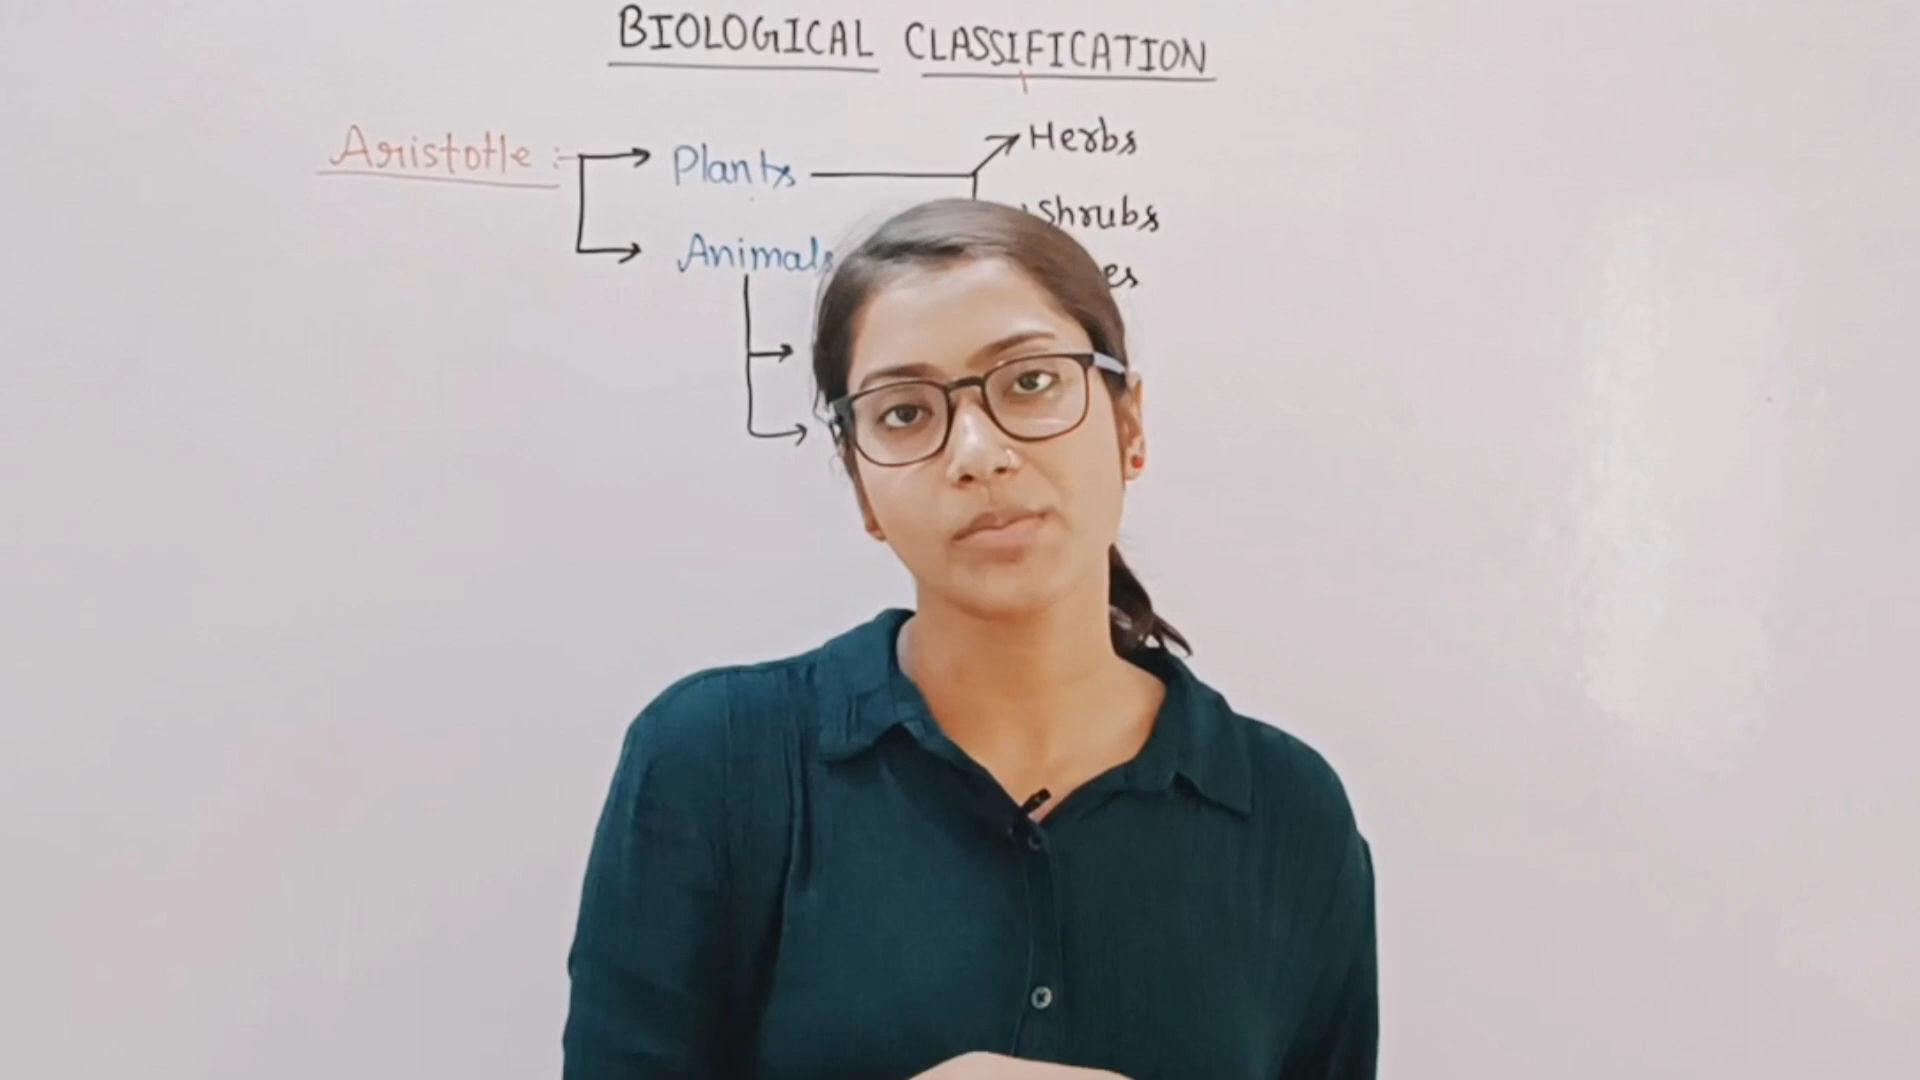 BIOLOGICAL CLASSIFICATION
Aristotle :- Plants Herbs
Shrubs
Animals